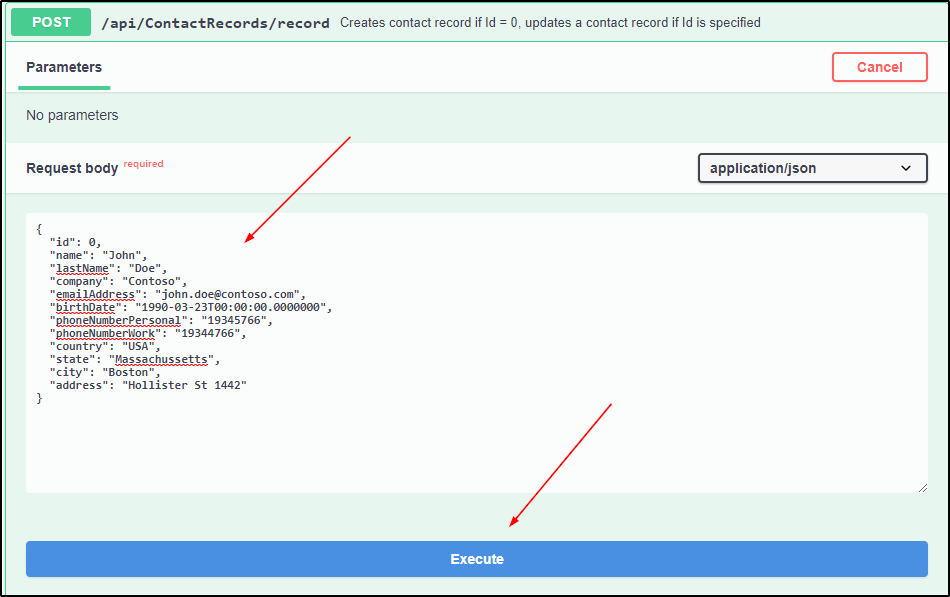 POST /api/ContactRecords/record Creates contact record if Id = 0, updates a contact record if Id is specified
Parameters Cancel
No parameters
Request body required application/json
{
"id": 0,
"name": "John",
"lastName": "Doe",
"company": "Contoso",
"emailAddress": "john.doe@contoso.com",
"birthDate": "1990-03-23T00:00:00.0000000",
"phoneNumberPersonal": "19345766",
"phoneNumberWork": "19344766",
"country": "USA",
"state": "Massachussetts",
"city": "Boston",
"address": "Hollister St 1442"
}
Execute